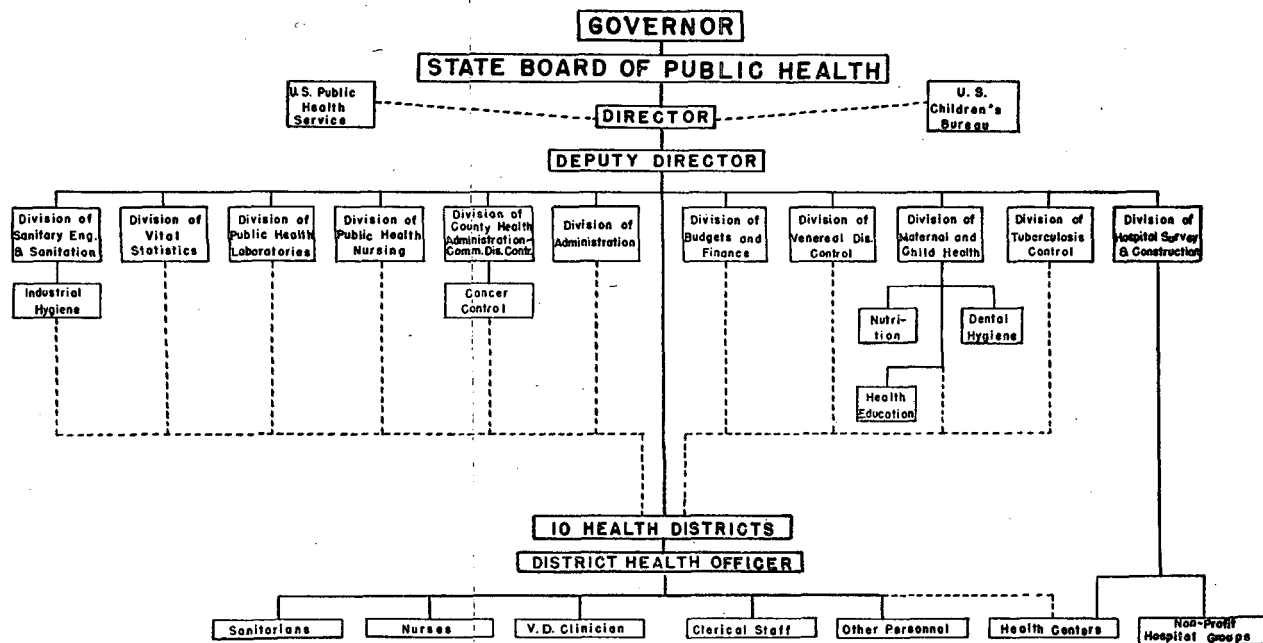 GOVERNOR
STATE BOARD OF PUBLIC HEALTH
U.S. Public
Health
Service
DIRECTOR
U. S.
Children's
Bureau
DEPUTY DIRECTOR
Division of
Sanitary Eng.
& Sanitation
Division of
Vital
Statistics
Division of
Public Health
Laboratories
Division of
Public Health
Nursing
Division of
County Health
Administration-
Comm. Dis. Contr.
Division of
Administration
Division of
Budgets and
Finance
Division of
Venereal Dis.
Control
Division of
Maternal and
Child Health
Division of
Tuberculosis
Control
Division of
Hospital Survey
& Construction
Industrial
Hygiene
Cancer
Control
Nutri-
tion
Dental
Hygiene
Health
Education
10 HEALTH DISTRICTS
DISTRICT HEALTH OFFICER
Sanitarians
Nurses
V.D. Clinician
Clerical Staff
Other Personnel
Health Centers
Non-Profit
Hospital Groups